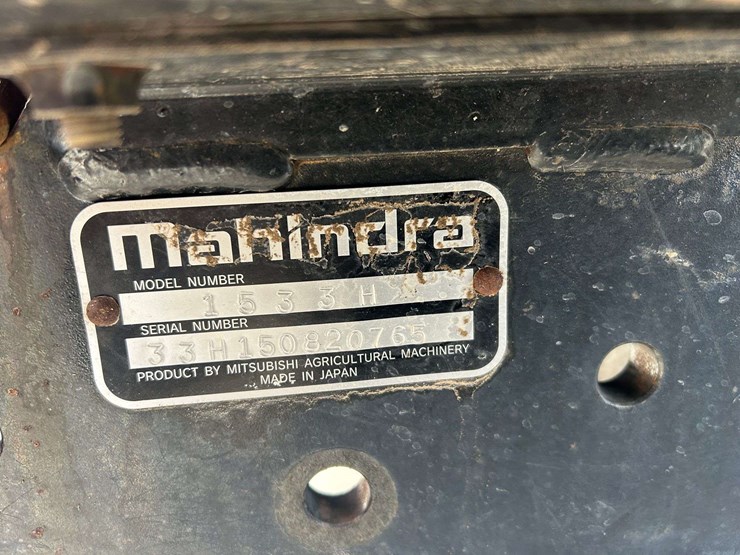 mahindra
MODEL NUMBER
1533H
SERIAL NUMBER
33H150820765
PRODUCT BY MITSUBISHI AGRICULTURAL MACHINERY
MADE IN JAPAN